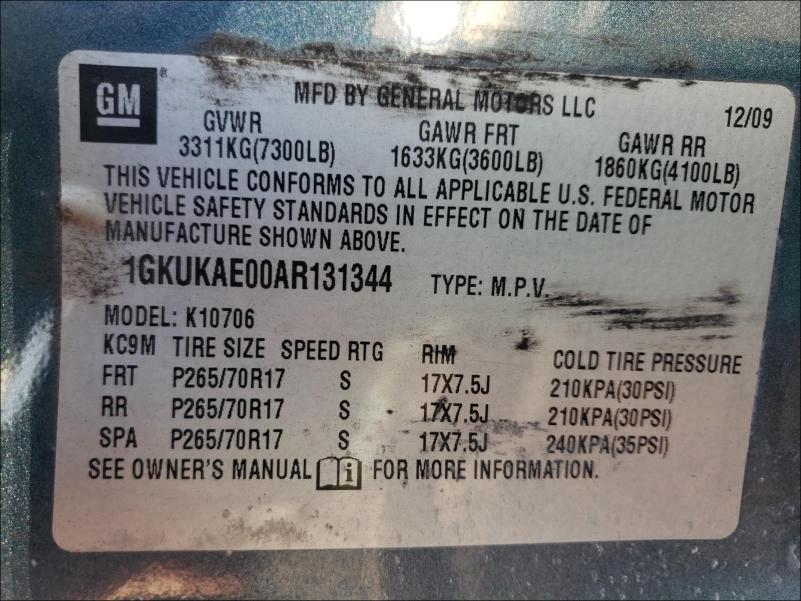 GM ® MFD BY GENERAL MOTORS LLC 12/09
GVWR GAWR FRT GAWR RR
3311KG(7300LB) 1633KG(3600LB) 1860KG(4100LB)
THIS VEHICLE CONFORMS TO ALL APPLICABLE U.S. FEDERAL MOTOR
VEHICLE SAFETY STANDARDS IN EFFECT ON THE DATE OF
MANUFACTURE SHOWN ABOVE.
1GKUKAE00AR131344 TYPE: M.P.V.
MODEL: K10706
KC9M TIRE SIZE SPEED RTG RIM COLD TIRE PRESSURE
FRT P265/70R17 S 17X7.5J 210KPA(30PSI)
RR P265/70R17 S 17X7.5J 210KPA(30PSI)
SPA P265/70R17 S 17X7.5J 240KPA(35PSI)
SEE OWNER'S MANUAL i FOR MORE INFORMATION.